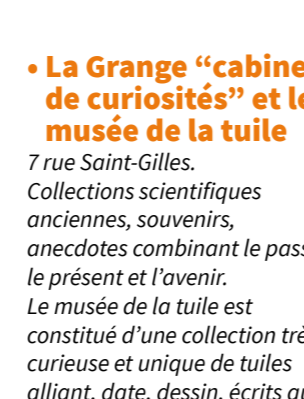 • La Grange “cabine
de curiosités” et le
musée de la tuile
7 rue Saint-Gilles.
Collections scientifiques
anciennes, souvenirs,
anecdotes combinant le pass
le présent et l’avenir.
Le musée de la tuile est
constitué d’une collection trè
curieuse et unique de tuiles
alliant, date, dessin, écrits